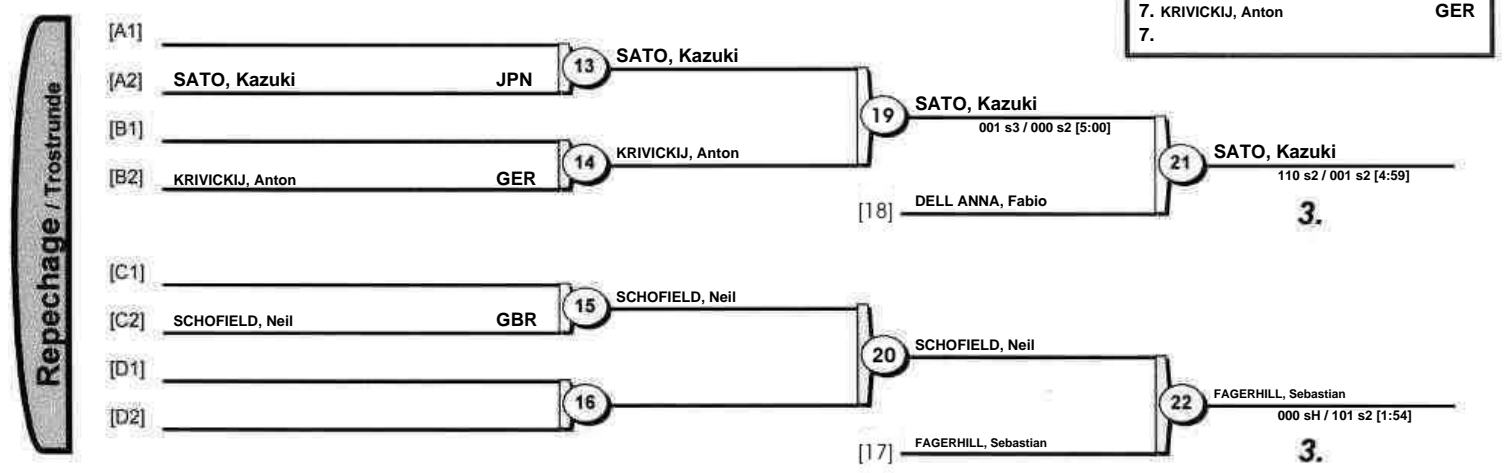 7. KRIVICKIJ, Anton GER
7.
Repechage / Trostrunde
[A1]
[A2] SATO, Kazuki JPN
13 SATO, Kazuki
[B1]
[B2] KRIVICKIJ, Anton GER
14 KRIVICKIJ, Anton
19 SATO, Kazuki
001 s3 / 000 s2 [5:00]
[18] DELL ANNA, Fabio
21 SATO, Kazuki
110 s2 / 001 s2 [4:59]
3.
[C1]
[C2] SCHOFIELD, Neil GBR
15 SCHOFIELD, Neil
[D1]
[D2]
16
20 SCHOFIELD, Neil
[17] FAGERHILL, Sebastian
22 FAGERHILL, Sebastian
000 sH / 101 s2 [1:54]
3.